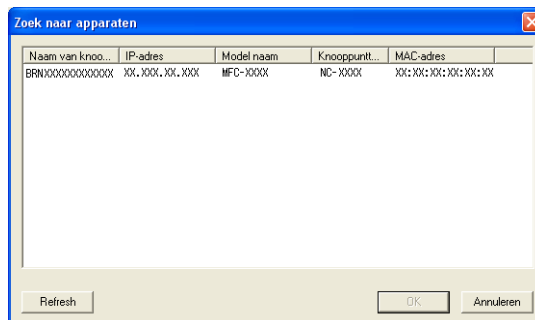 Zoek naar apparaten
Naam van knoo... IP-adres Model naam Knooppuntt... MAC-adres
BRNXXXXXXXXXXXX XX.XXX.XX.XXX MFC-XXXX NC-XXXX XX:XX:XX:XX:XX:XX
Refresh OK Annuleren